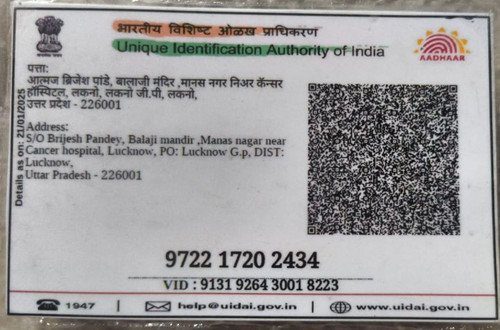 भारतीय विशिष्ट ओळख प्राधिकरण
Unique Identification Authority of India
AADHAAR
पत्ता:
आत्मज ब्रिजेश पांडे, बालाजी मंदिर ,मानस नगर निअर कॅन्सर
हॉस्पिटल, लकनो, लकनो जी.पी, लकनो,
उत्तर प्रदेश - 226001
Details as on: 21/01/2025
Address:
S/O Brijesh Pandey, Balaji mandir ,Manas nagar near
Cancer hospital, Lucknow, PO: Lucknow G.p, DIST:
Lucknow,
Uttar Pradesh - 226001
9722 1720 2434
VID : 9131 9264 3001 8223
1947 | help@uidai.gov.in | www.uidai.gov.in